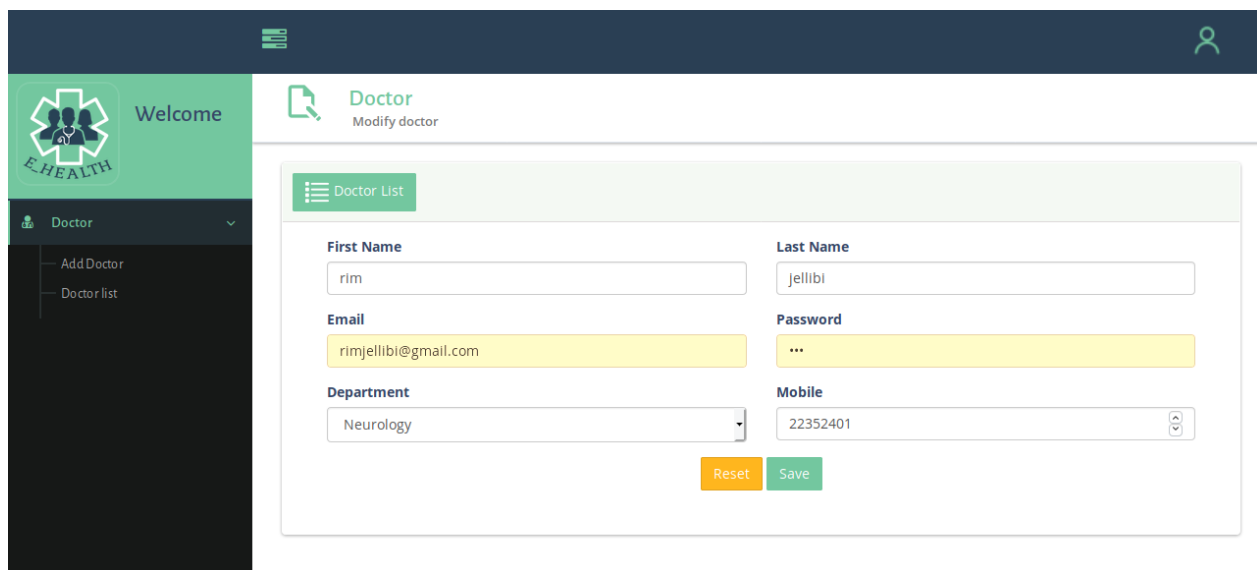 Welcome
E_HEALTH
Doctor
Add Doctor
Doctor list
Doctor
Modify doctor
Doctor List
First Name
Last Name
rim
jellibi
Email
Password
rimjellibi@gmail.com
•••
Department
Mobile
Neurology
22352401
Reset
Save